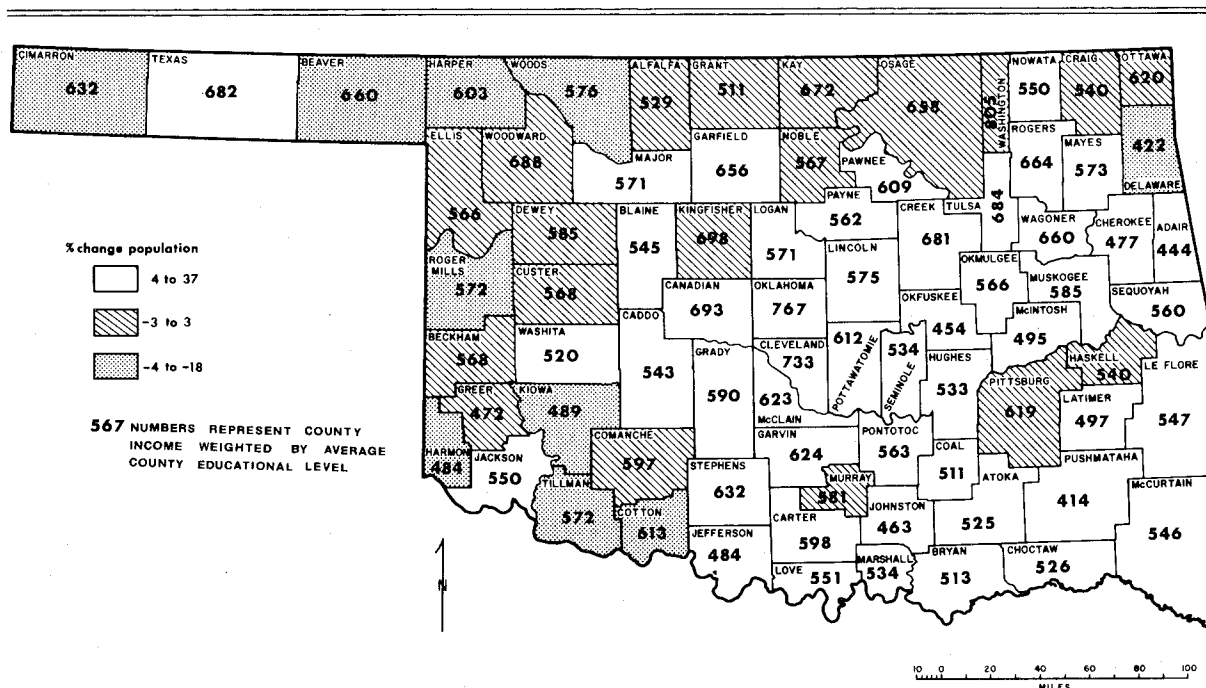 CIMARRON
632
TEXAS
682
BEAVER
660
HARPER
603
WOODS
576
ALFALFA
529
GRANT
511
KAY
672
OSAGE
658
WASHINGTON
805
NOWATA
550
CRAIG
540
OTTAWA
620
ELLIS
566
WOODWARD
688
MAJOR
571
GARFIELD
656
NOBLE
567
PAWNEE
609
ROGERS
664
MAYES
573
DELAWARE
422
DEWEY
585
BLAINE
545
KINGFISHER
698
LOGAN
571
PAYNE
562
CREEK
681
TULSA
684
WAGONER
660
CHEROKEE
477
ADAIR
444
ROGER
MILLS
572
CUSTER
568
CANADIAN
693
OKLAHOMA
767
LINCOLN
575
OKMULGEE
566
MUSKOGEE
585
SEQUOYAH
560
BECKHAM
568
WASHITA
520
CADDO
543
GRADY
590
CLEVELAND
733
McCLAIN
623
POTTAWATOMIE
612
SEMINOLE
534
OKFUSKEE
454
HUGHES
533
McINTOSH
495
HASKELL
540
LE FLORE
547
GREER
472
KIOWA
489
PITTSBURG
619
LATIMER
497
HARMON
484
JACKSON
550
TILLMAN
572
COMANCHE
597
COTTON
613
STEPHENS
632
JEFFERSON
484
GARVIN
624
MURRAY
581
PONTOTOC
563
COAL
511
ATOKA
525
PUSHMATAHA
414
McCURTAIN
546
CARTER
598
JOHNSTON
463
LOVE
551
MARSHALL
534
BRYAN
513
CHOCTAW
526
% change population
4 to 37
-3 to 3
-4 to -18
567 NUMBERS REPRESENT COUNTY
INCOME WEIGHTED BY AVERAGE
COUNTY EDUCATIONAL LEVEL
N
10 0 20 40 60 80 100
MILES